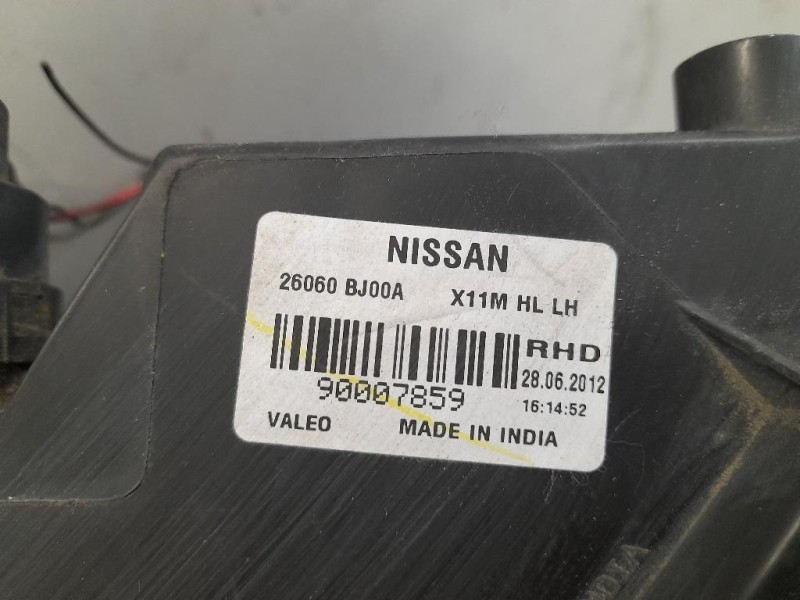 NISSAN
26060 BJ00A X11M HL LH
RHD
28.06.2012
90007859
16:14:52
VALEO MADE IN INDIA